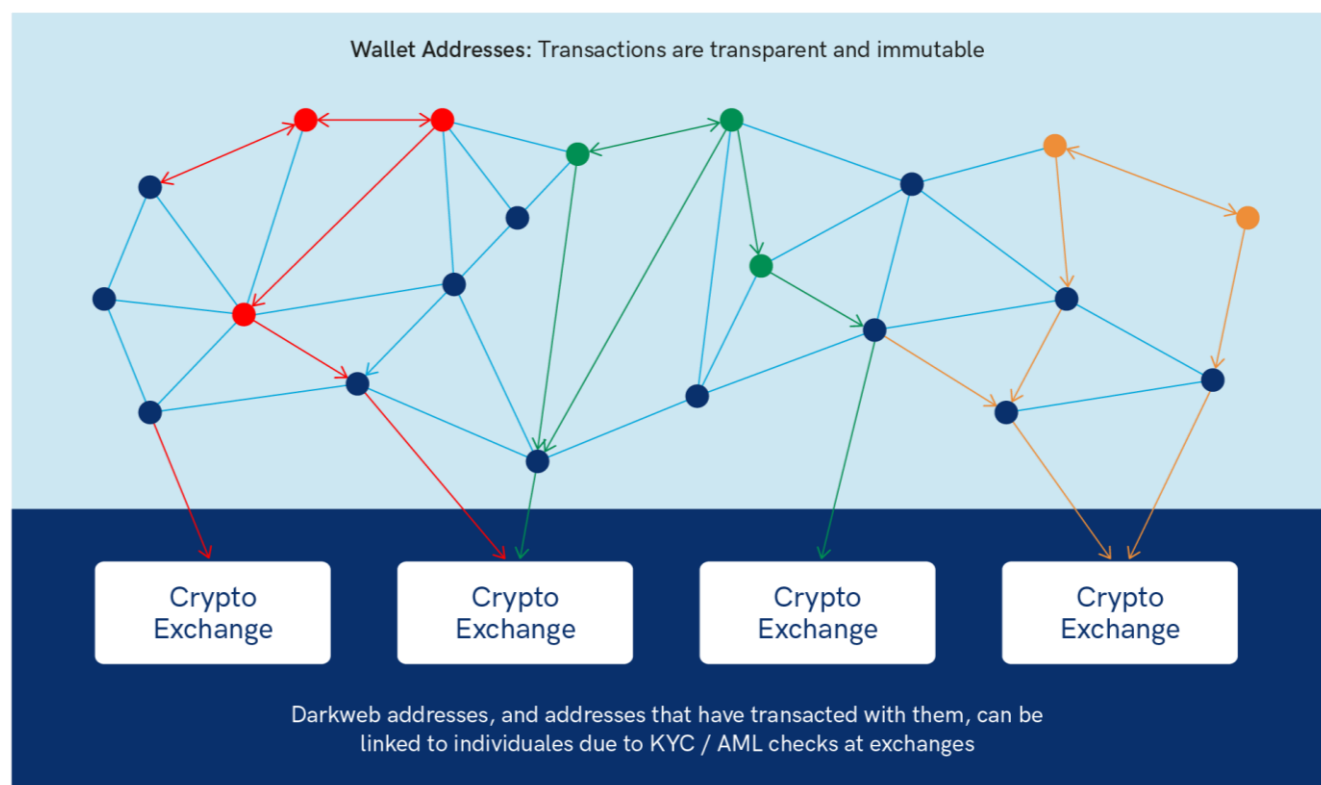 Wallet Addresses: Transactions are transparent and immutable
Crypto
Exchange
Crypto
Exchange
Crypto
Exchange
Crypto
Exchange
Darkweb addresses, and addresses that have transacted with them, can be
linked to individuales due to KYC / AML checks at exchanges